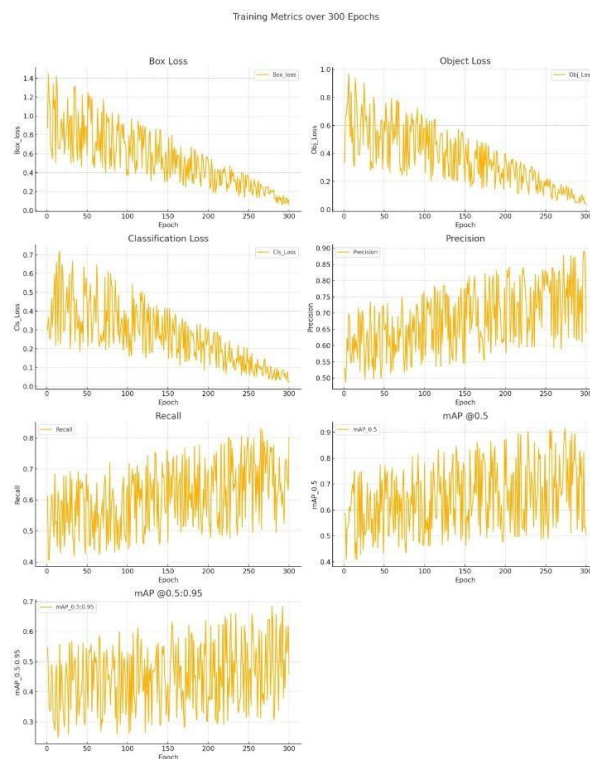 Training Metrics over 300 Epochs
Box Loss
Box_loss
Box_loss
1.4
1.2
1.0
0.8
0.6
0.4
0.2
0.0
0 50 100 150 200 250 300
Epoch
Object Loss
Obj_Loss
Obj_Loss
1.0
0.8
0.6
0.4
0.2
0.0
0 50 100 150 200 250 300
Epoch
Classification Loss
Cls_Loss
Cls_Loss
0.7
0.6
0.5
0.4
0.3
0.2
0.1
0.0
0 50 100 150 200 250 300
Epoch
Precision
Precision
Precision
0.90
0.85
0.80
0.75
0.70
0.65
0.60
0.55
0.50
0 50 100 150 200 250 300
Epoch
Recall
Recall
Recall
0.8
0.7
0.6
0.5
0.4
0 50 100 150 200 250 300
Epoch
mAP @0.5
mAP_0.5
mAP_0.5
0.9
0.8
0.7
0.6
0.5
0.4
0 50 100 150 200 250 300
Epoch
mAP @0.5:0.95
mAP_0.5:0.95
mAP_0.5:0.95
0.7
0.6
0.5
0.4
0.3
0 50 100 150 200 250 300
Epoch